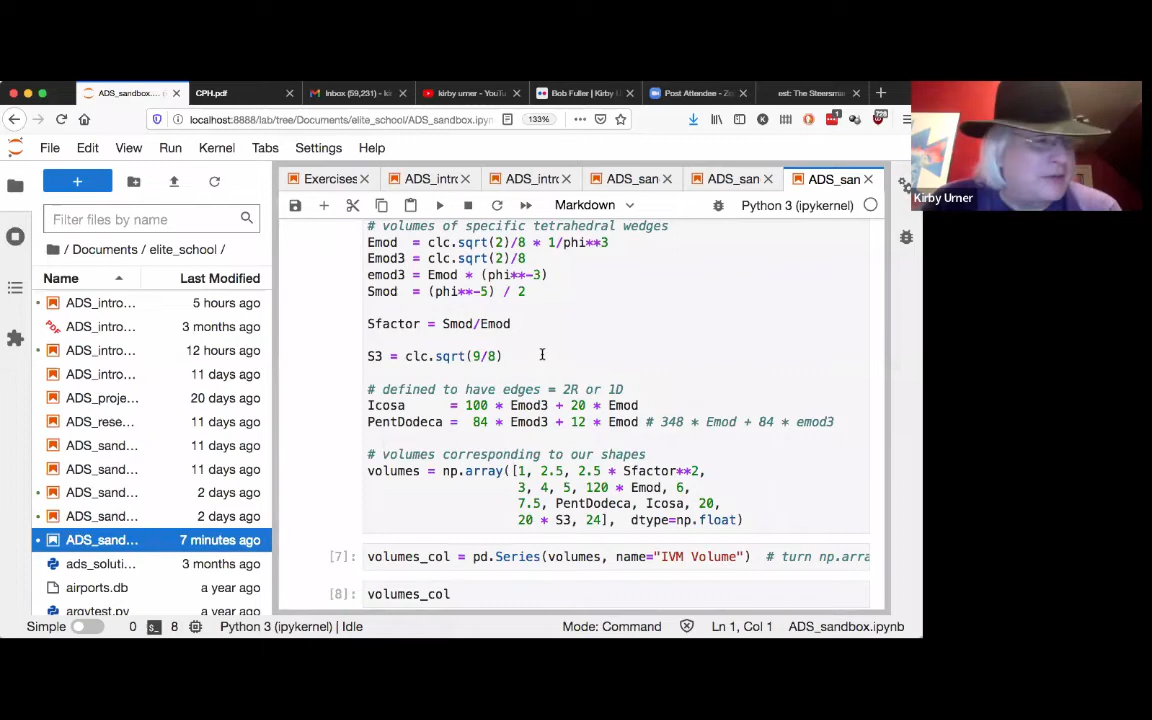 ADS_sandbox....
CPH.pdf
Inbox (59,231) - ki
kirby urner - YouTu
Bob Fuller | Kirby U
Post Attendee - Zo
est: The Steersman
localhost:8888/lab/tree/Documents/elite_school/ADS_sandbox.ipyn
133%
File Edit View Run Kernel Tabs Settings Help
Kirby Urner
Exercises
ADS_intro
ADS_intro
ADS_san
ADS_san
ADS_san
Filter files by name
Markdown
Python 3 (ipykernel)
/ Documents / elite_school /
Name Last Modified
ADS_intro... 5 hours ago
ADS_intro... 3 months ago
ADS_intro... 12 hours ago
ADS_intro... 11 days ago
ADS_proje... 20 days ago
ADS_rese... 11 days ago
ADS_sand... 11 days ago
ADS_sand... 11 days ago
ADS_sand... 2 days ago
ADS_sand... 2 days ago
ADS_sand... 7 minutes ago
ads_soluti... 3 months ago
airports.db a year ago
argytest.py a year ago
# volumes of specific tetrahedral wedges
Emod = clc.sqrt(2)/8 * 1/phi**3
Emod3 = clc.sqrt(2)/8
emod3 = Emod * (phi**-3)
Smod = (phi**-5) / 2
Sfactor = Smod/Emod
S3 = clc.sqrt(9/8)
# defined to have edges = 2R or 1D
Icosa = 100 * Emod3 + 20 * Emod
PentDodeca = 84 * Emod3 + 12 * Emod # 348 * Emod + 84 * emod3
# volumes corresponding to our shapes
volumes = np.array([1, 2.5, 2.5 * Sfactor**2,
3, 4, 5, 120 * Emod, 6,
7.5, PentDodeca, Icosa, 20,
20 * S3, 24], dtype=np.float)
[7]: volumes_col = pd.Series(volumes, name="IVM Volume") # turn np.arra
[8]: volumes_col
Simple 0 8 Python 3 (ipykernel) | Idle Mode: Command Ln 1, Col 1 ADS_sandbox.ipynb